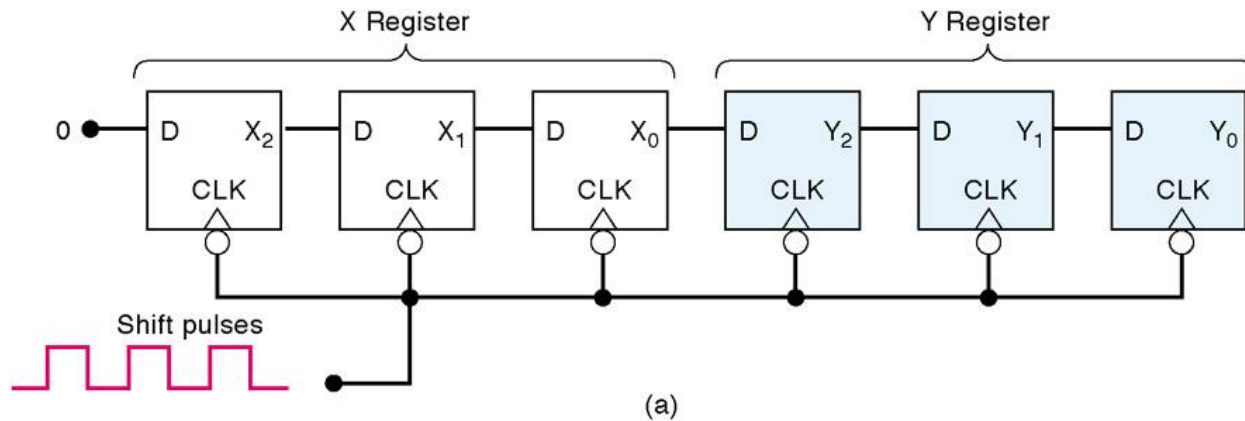 X Register Y Register
0 D X₂ D X₁ D X₀ D Y₂ D Y₁ D Y₀
CLK CLK CLK CLK CLK CLK
Shift pulses
(a)